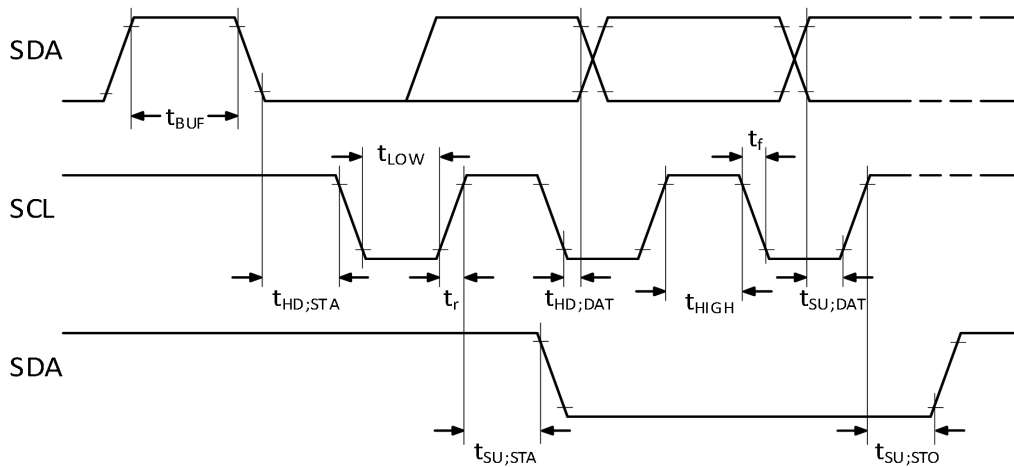 SDA
t_BUF
t_LOW
t_f
SCL
t_HD;STA
t_r
t_HD;DAT
t_HIGH
t_SU;DAT
SDA
t_SU;STA
t_SU;STO